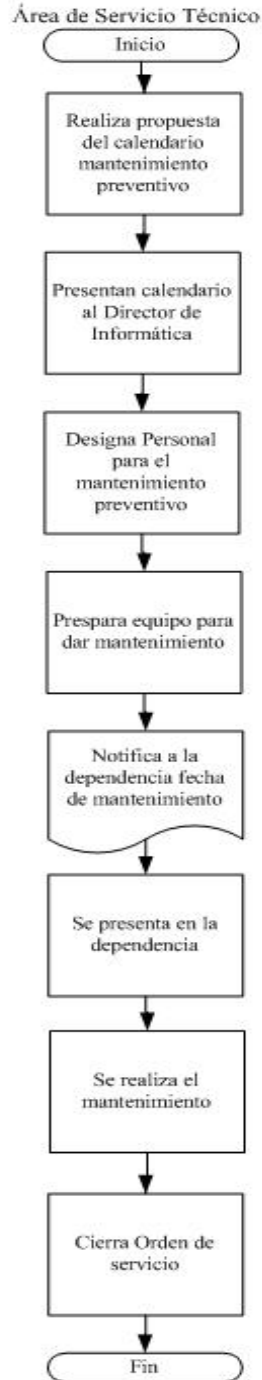 Área de Servicio Técnico
Inicio
Realiza propuesta
del calendario
mantenimiento
preventivo
Presentan calendario
al Director de
Informática
Designa Personal
para el
mantenimiento
preventivo
Prespara equipo para
dar mantenimiento
Notifica a la
dependencia fecha
de mantenimiento
Se presenta en la
dependencia
Se realiza el
mantenimiento
Cierra Orden de
servicio
Fin